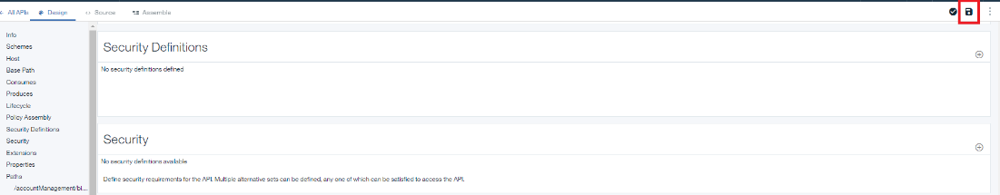 All APIs
Design
Source
Assemble
Info
Schemes
Host
Base Path
Consumes
Produces
Lifecycle
Policy Assembly
Security Definitions
Security
Extensions
Properties
Paths
/accountManagement/bi...
Security Definitions
No security definitions defined
Security
No security definitions available
Define security requirements for the API. Multiple alternative sets can be defined, any one of which can be satisfied to access the API.